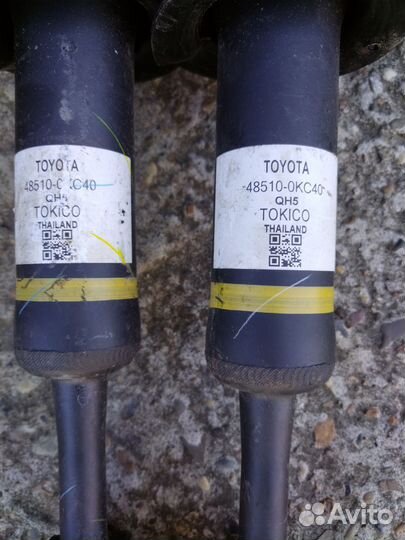 TOYOTA
48510-0KC40
QH5
TOKICO
THAILAND
TOYOTA
48510-0KC40
QH5
TOKICO
THAILAND
Avito